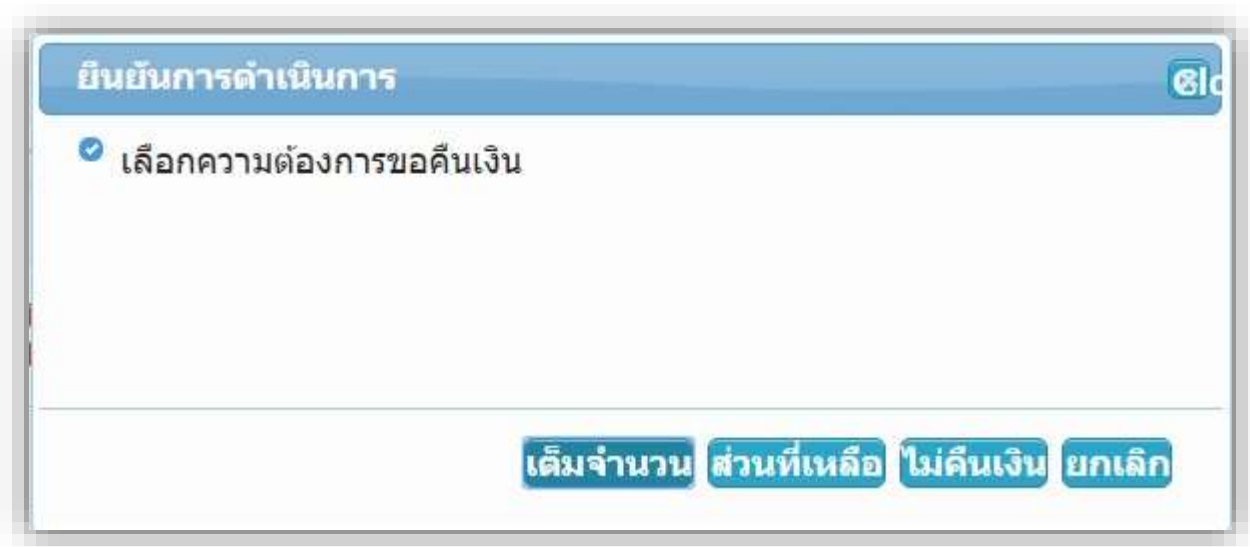 ยืนยันการดำเนินการ
เลือกความต้องการขอคืนเงิน
เต็มจำนวน ส่วนที่เหลือ ไม่คืนเงิน ยกเลิก